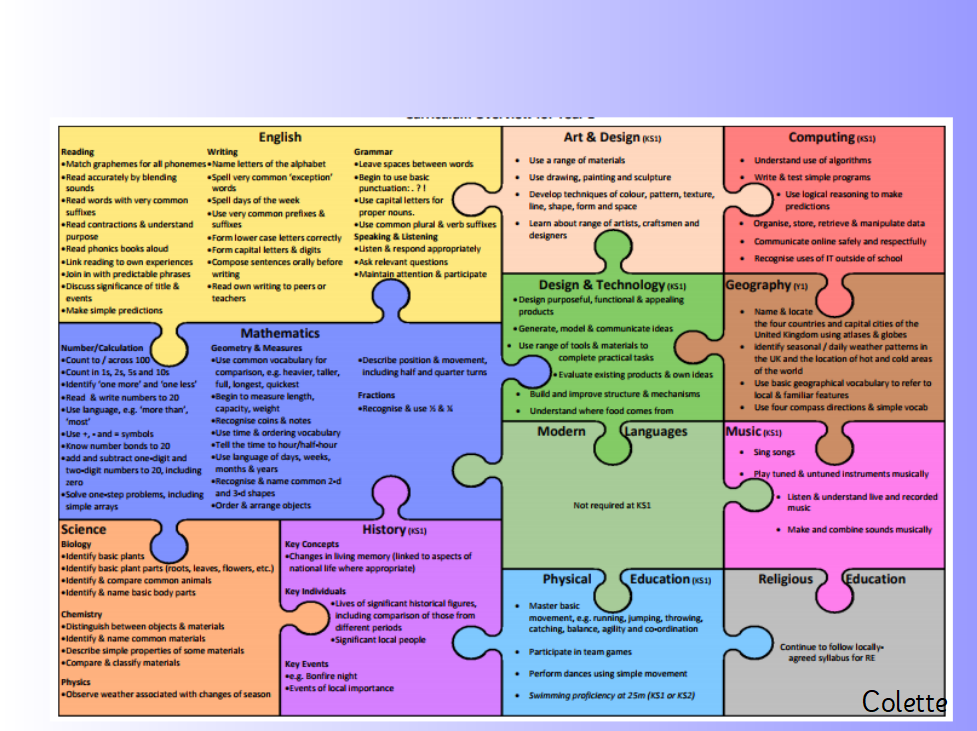 English
Reading
•Match graphemes for all phonemes
•Read accurately by blending
sounds
•Read words with very common
suffixes
•Read contractions & understand
purpose
•Read phonics books aloud
•Link reading to own experiences
•Join in with predictable phrases
•Discuss significance of title &
events
•Make simple predictions
Writing
•Name letters of the alphabet
•Spell very common ‘exception’
words
•Spell days of the week
•Use very common prefixes &
suffixes
•Form lower case letters correctly
•Form capital letters & digits
•Compose sentences orally before
writing
•Read own writing to peers or
teachers
Grammar
•Leave spaces between words
•Begin to use basic
punctuation: . ? !
•Use capital letters for
proper nouns.
•Use common plural & verb suffixes
Speaking & Listening
•Listen & respond appropriately
•Ask relevant questions
•Maintain attention & participate
Art & Design (KS1)
• Use a range of materials
• Use drawing, painting and sculpture
• Develop techniques of colour, pattern, texture,
line, shape, form and space
• Learn about range of artists, craftsmen and
designers
Computing (KS1)
• Understand use of algorithms
• Write & test simple programs
• Use logical reasoning to make
predictions
• Organise, store, retrieve & manipulate data
• Communicate online safely and respectfully
• Recognise uses of IT outside of school
Mathematics
Number/Calculation
•Count to / across 100
•Count in 1s, 2s, 5s and 10s
•Identify ‘one more’ and ‘one less’
•Read & write numbers to 20
•Use language, e.g. ‘more than’,
‘most’
•Use +, - and = symbols
•Know number bonds to 20
•add and subtract one-digit and
two-digit numbers to 20, including
zero
•Solve one-step problems, including
simple arrays
Geometry & Measures
•Use common vocabulary for
comparison, e.g. heavier, taller,
full, longest, quickest
•Begin to measure length,
capacity, weight
•Recognise coins & notes
•Use time & ordering vocabulary
•Tell the time to hour/half-hour
•Use language of days, weeks,
months & years
•Recognise & name common 2-d
and 3-d shapes
•Order & arrange objects
•Describe position & movement,
including half and quarter turns
Fractions
•Recognise & use ½ & ¼
Design & Technology (KS1)
•Design purposeful, functional & appealing
products
•Generate, model & communicate ideas
• Use range of tools & materials to
complete practical tasks
•Evaluate existing products & own ideas
• Build and improve structure & mechanisms
• Understand where food comes from
Geography (Y1)
• Name & locate
the four countries and capital cities of the
United Kingdom using atlases & globes
• identify seasonal / daily weather patterns in
the UK and the location of hot and cold areas
of the world
• Use basic geographical vocabulary to refer to
local & familiar features
• Use four compass directions & simple vocab
Modern Languages
Not required at KS1
Music (KS1)
• Sing songs
• Play tuned & untuned instruments musically
• Listen & understand live and recorded
music
• Make and combine sounds musically
Science
Biology
•Identify basic plants
•Identify basic plant parts (roots, leaves, flowers, etc.)
•Identify & compare common animals
•Identify & name basic body parts
Chemistry
•Distinguish between objects & materials
•Identify & name common materials
•Describe simple properties of some materials
•Compare & classify materials
Physics
•Observe weather associated with changes of season
History (KS1)
Key Concepts
•Changes in living memory (linked to aspects of
national life where appropriate)
Key Individuals
•Lives of significant historical figures,
including comparison of those from
different periods
•Significant local people
Key Events
•e.g. Bonfire night
•Events of local importance
Physical Education (KS1)
• Master basic
movement, e.g. running, jumping, throwing,
catching, balance, agility and co-ordination
• Participate in team games
• Perform dances using simple movement
• Swimming proficiency at 25m (KS1 or KS2)
Religious Education
Continue to follow locally-
agreed syllabus for RE
Colette